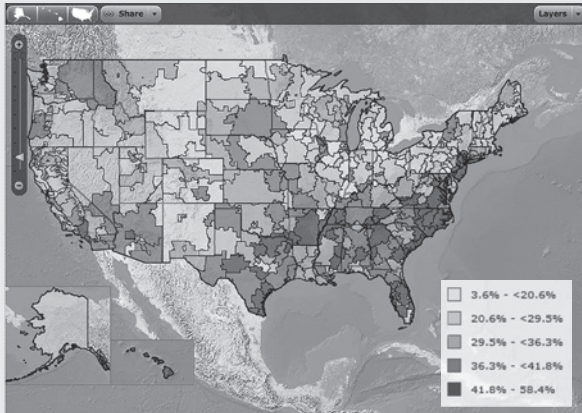 Share
Layers
3.6% - <20.6%
20.6% - <29.5%
29.5% - <36.3%
36.3% - <41.8%
41.8% - 58.4%